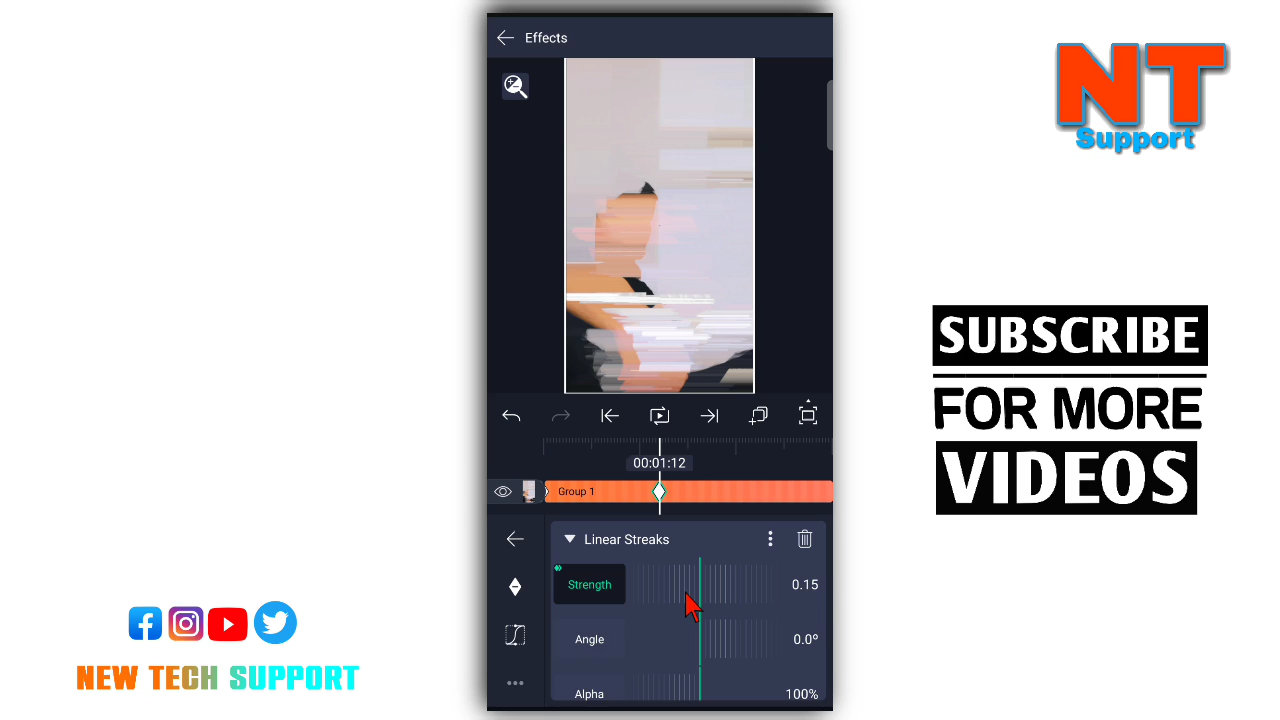 Effects
NT
Support
SUBSCRIBE
FOR MORE
VIDEOS
00:01:12
Group 1
Linear Streaks
Strength
0.15
Angle
0.0º
Alpha
100%
NEW TECH SUPPORT